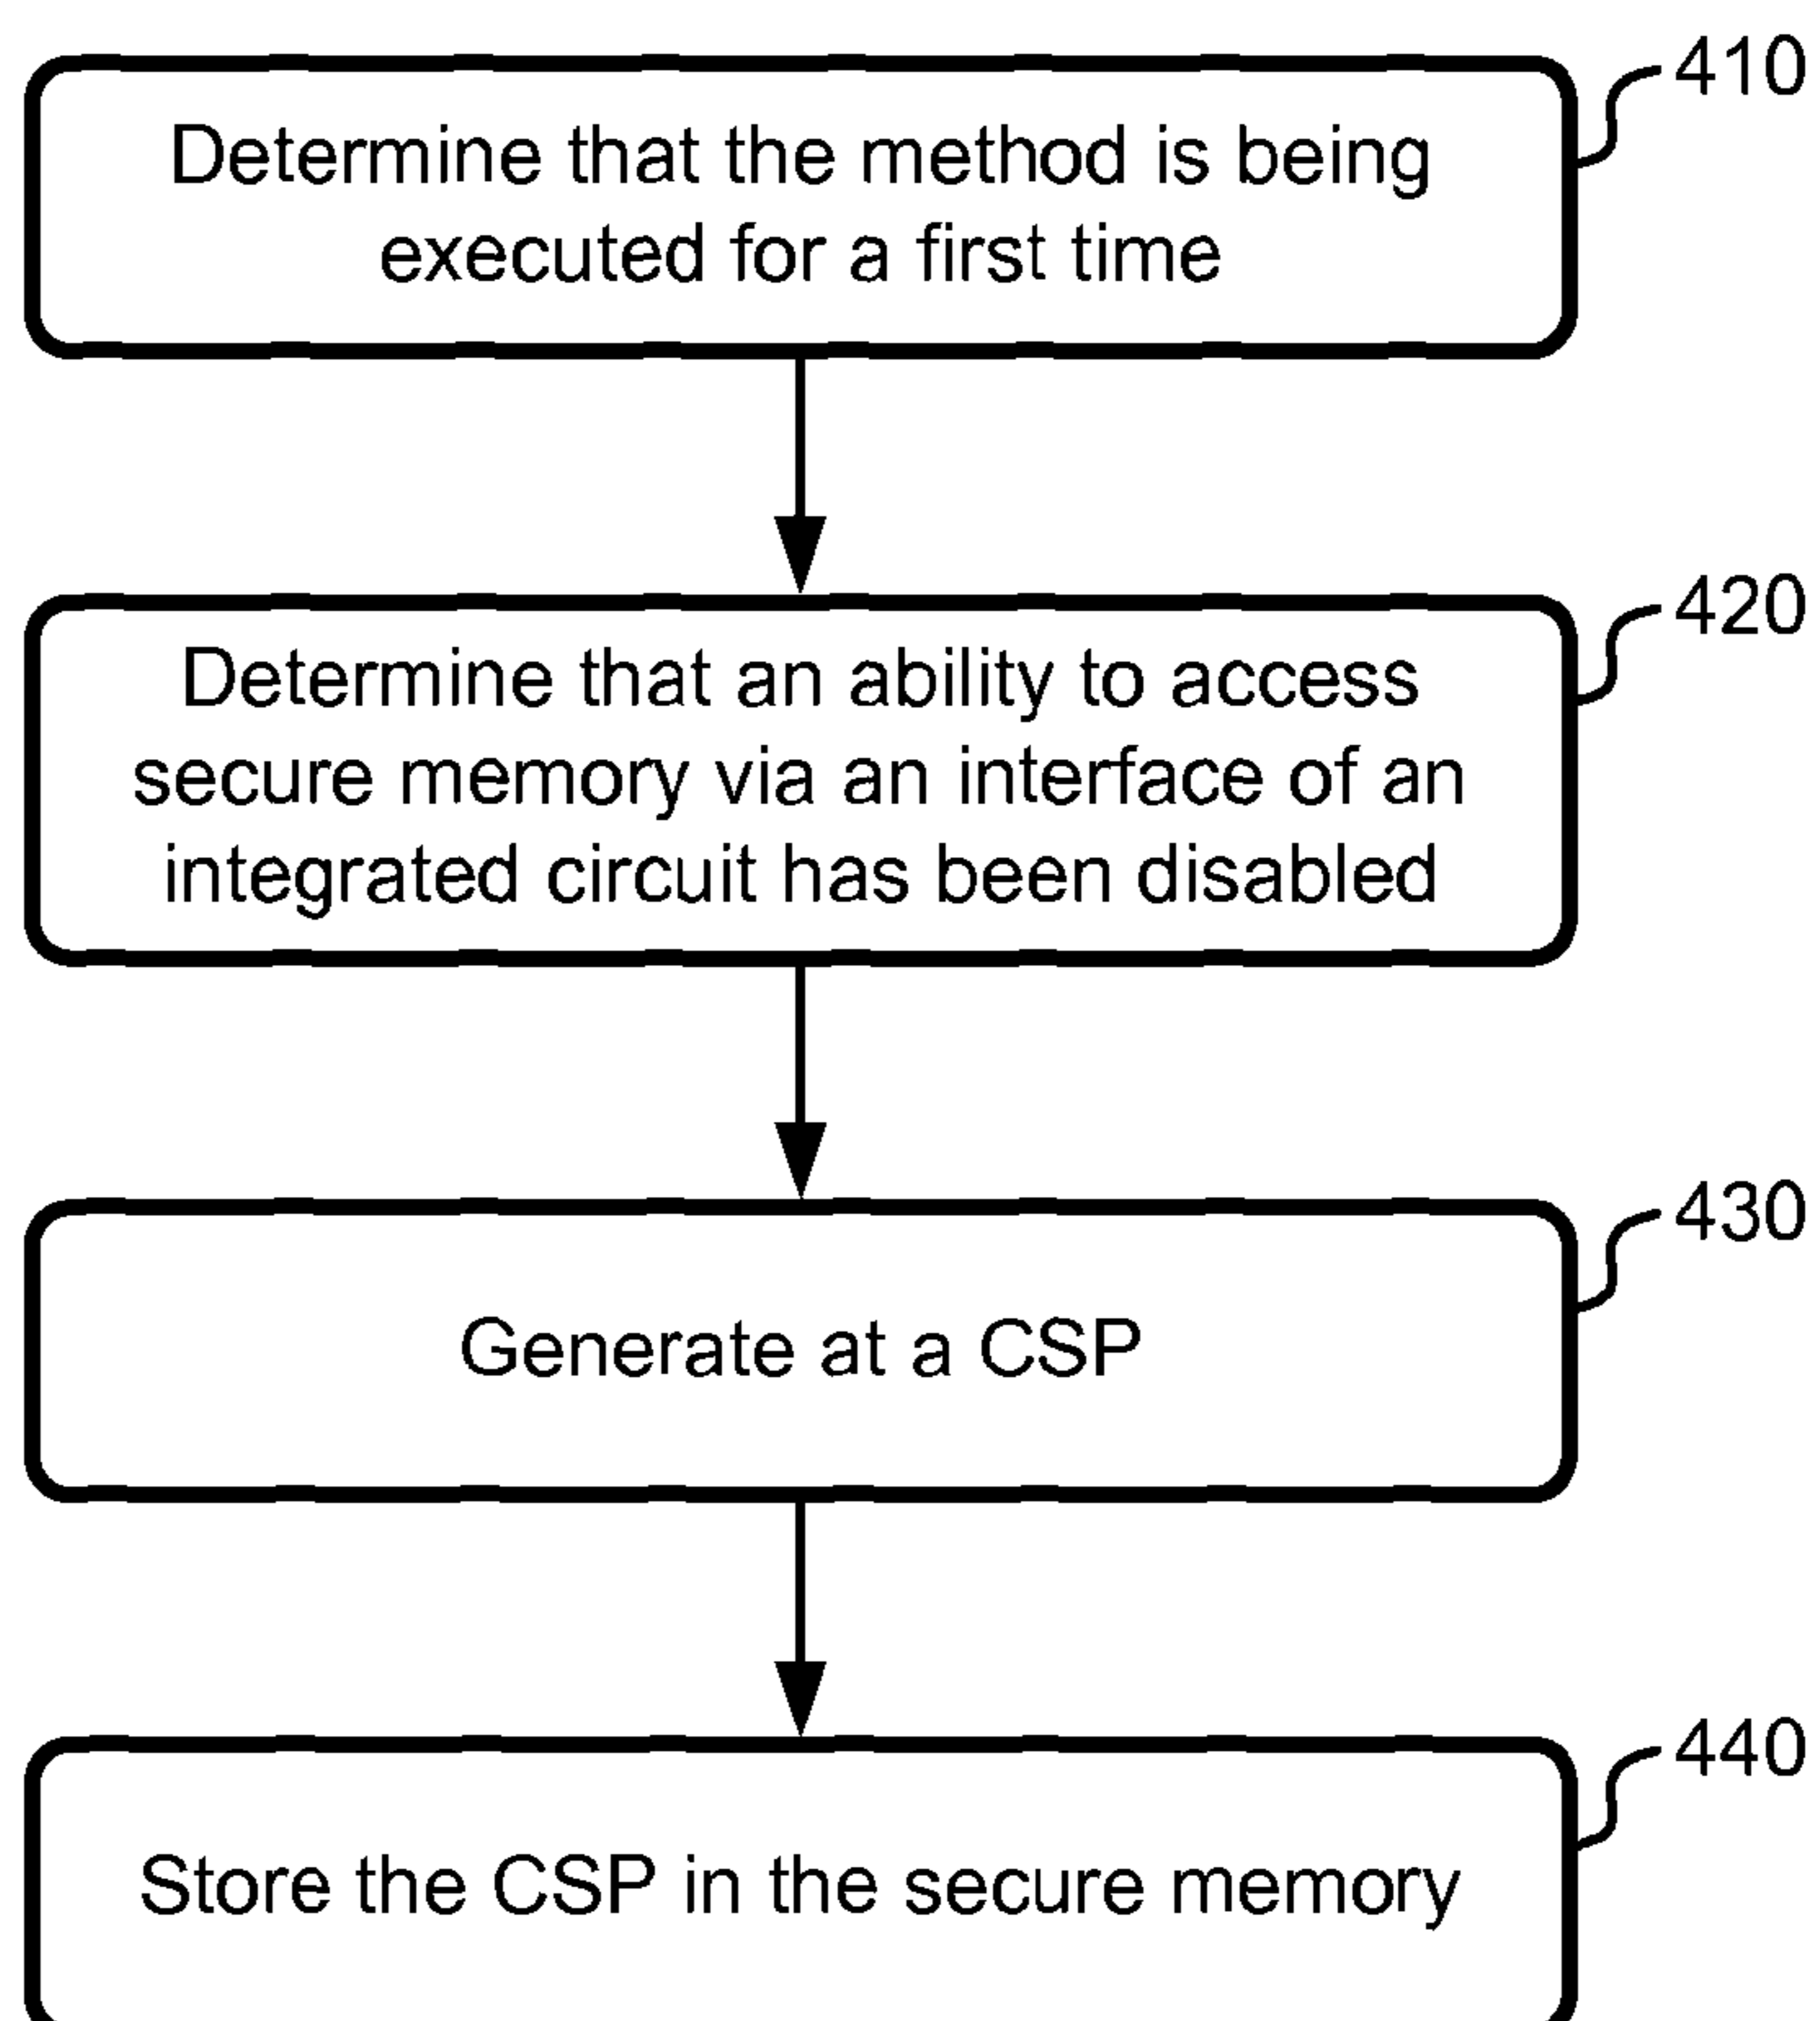 410
Determine that the method is being
executed for a first time
420
Determine that an ability to access
secure memory via an interface of an
integrated circuit has been disabled
430
Generate at a CSP
440
Store the CSP in the secure memory